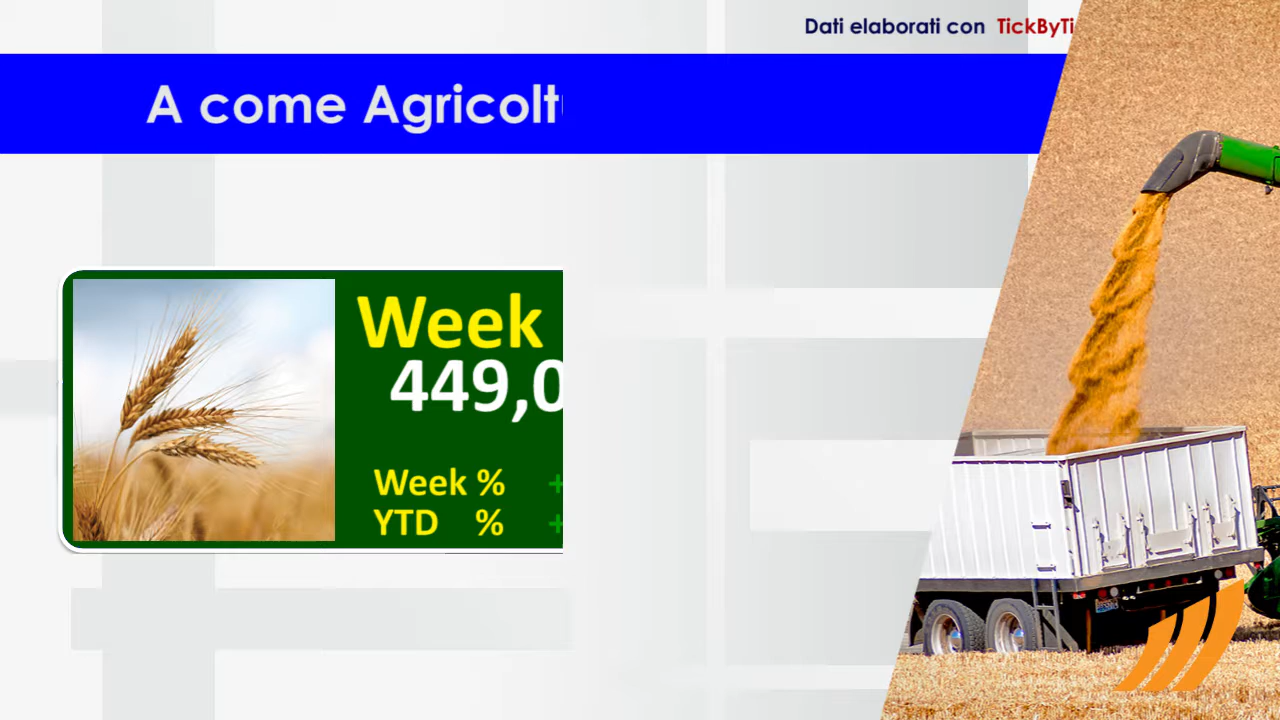 Dati elaborati con TickByTi
A come Agricolt
Week
449,0
Week % +
YTD % +